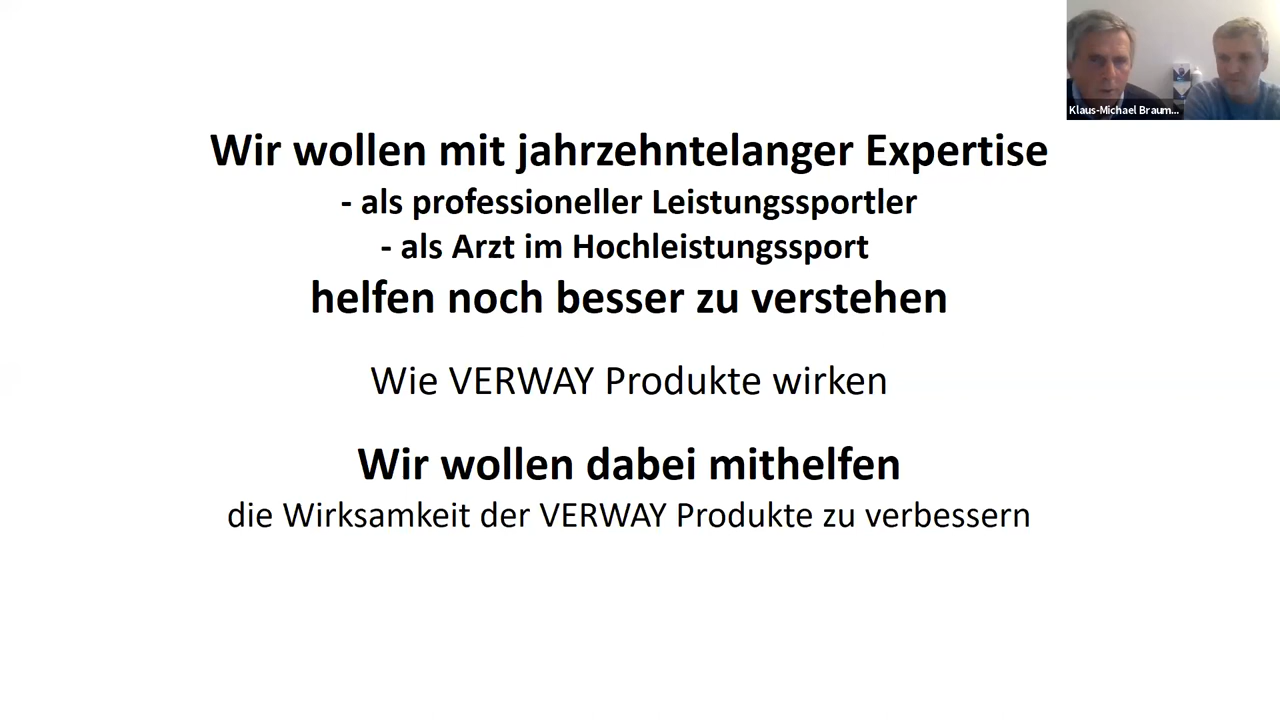 Klaus-Michael Braum...
Wir wollen mit jahrzehntelanger Expertise
- als professioneller Leistungssportler
- als Arzt im Hochleistungssport
helfen noch besser zu verstehen
Wie VERWAY Produkte wirken
Wir wollen dabei mithelfen
die Wirksamkeit der VERWAY Produkte zu verbessern